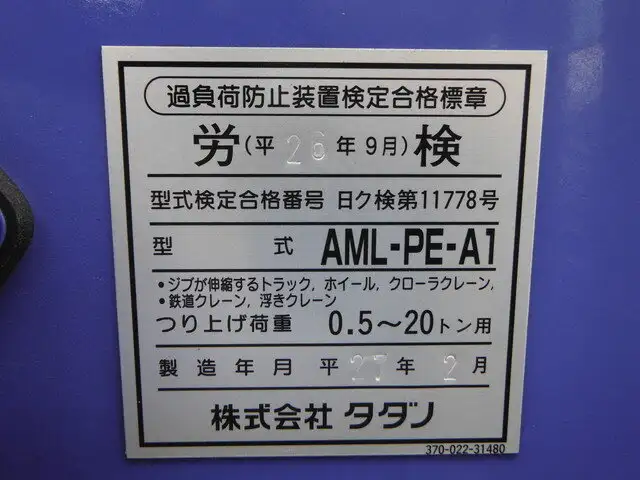 過負荷防止装置検定合格標章
労(平 26 年 9月)検
型式検定合格番号 日ク検第11778号
型 式 AML-PE-A1
・ジブが伸縮するトラック, ホイール, クローラクレーン,
・鉄道クレーン, 浮きクレーン
つり上げ荷重 0.5〜20トン用
製造年月 平 27 年 2 月
株式会社 タダノ
370-022-31480